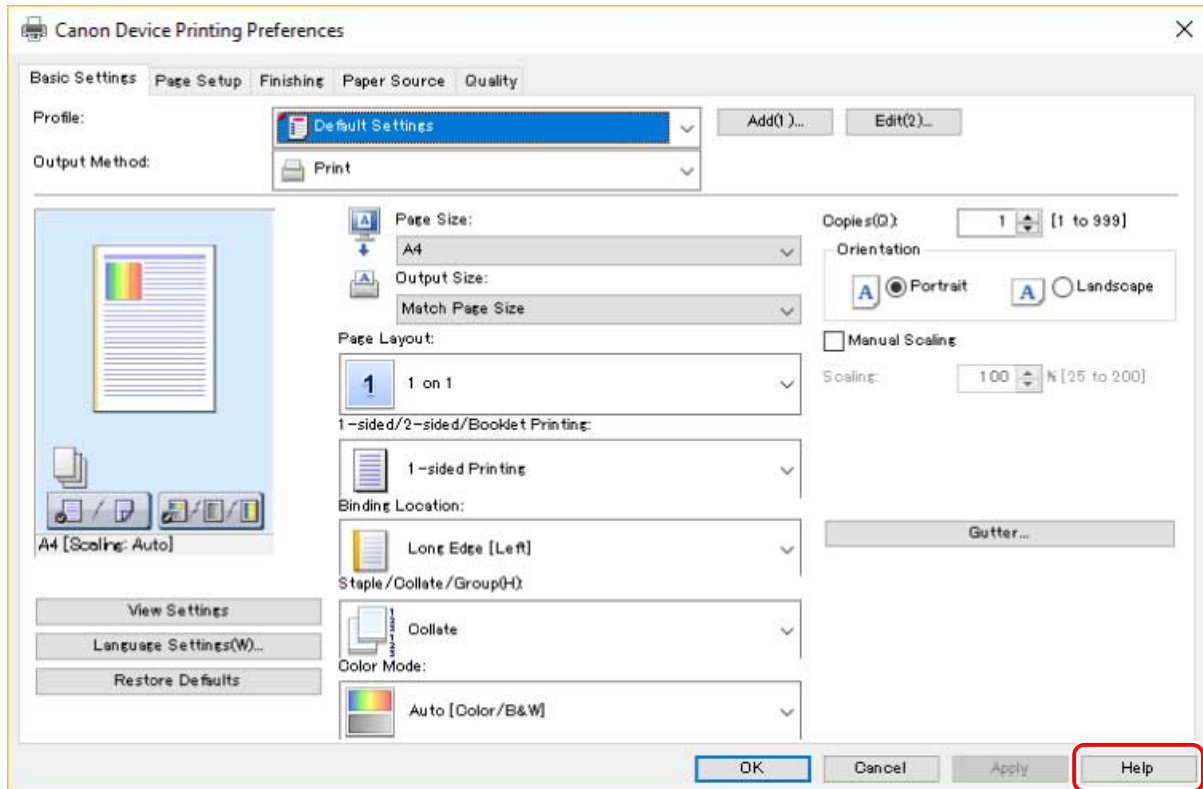 Canon Device Printing Preferences
Basic Settings Page Setup Finishing Paper Source Quality
Profile: Default Settings Add(1)... Edit(2)...
Output Method: Print
Page Size:
A4
Output Size:
Match Page Size
Page Layout:
1 1 on 1
1-sided/2-sided/Booklet Printing:
1-sided Printing
Binding Location:
Long Edge [Left]
Staple/Collate/Group(H):
Collate
Color Mode:
Auto [Color/B&W]
Copies(Q): 1 [1 to 999]
Orientation
A Portrait A Landscape
Manual Scaling
Scaling: 100 % [25 to 200]
Gutter...
A4 [Scaling: Auto]
View Settings
Language Settings(W)...
Restore Defaults
OK Cancel Apply Help